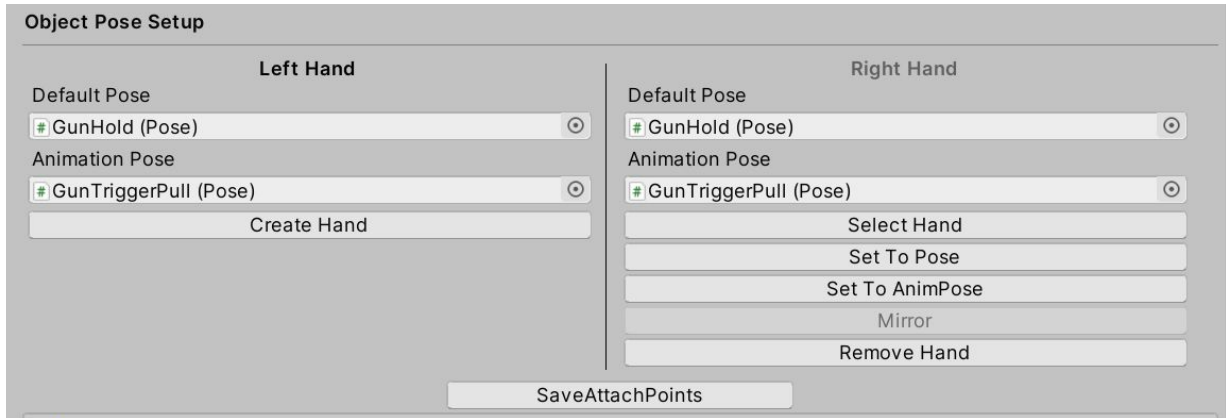 Object Pose Setup
Left Hand
Default Pose
# GunHold (Pose)
Animation Pose
# GunTriggerPull (Pose)
Create Hand
Right Hand
Default Pose
# GunHold (Pose)
Animation Pose
# GunTriggerPull (Pose)
Select Hand
Set To Pose
Set To AnimPose
Mirror
Remove Hand
SaveAttachPoints